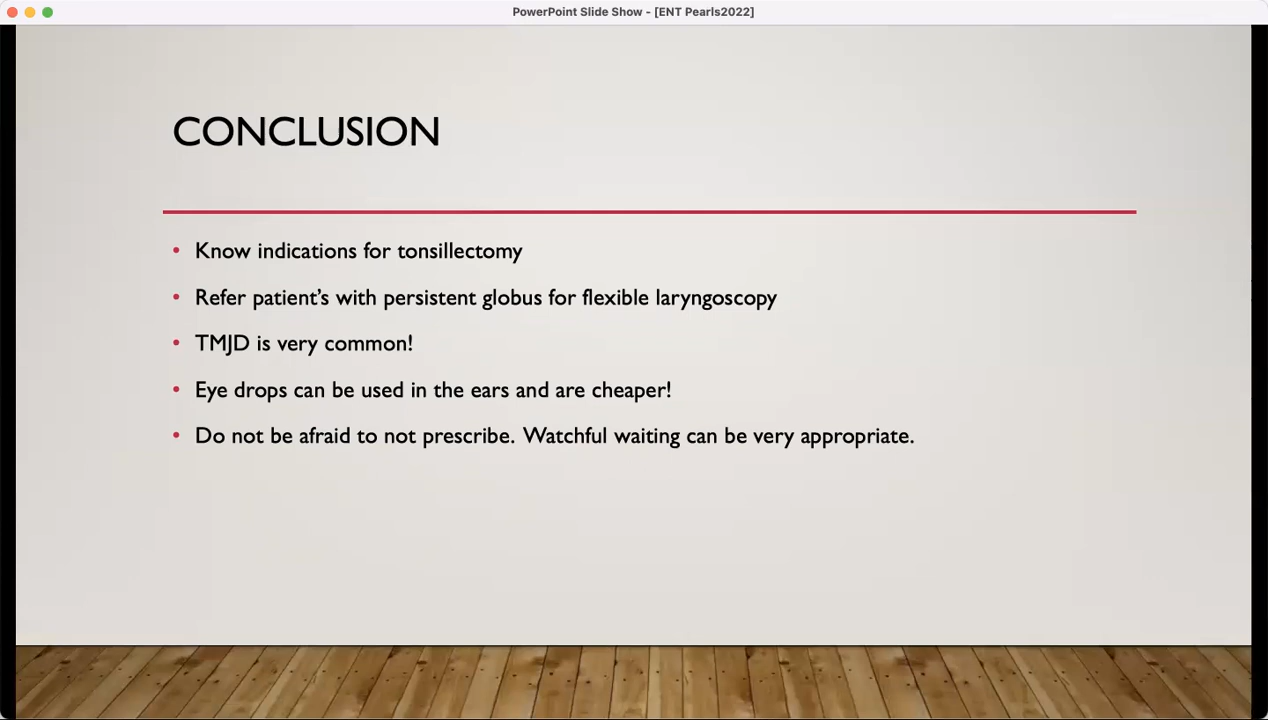 PowerPoint Slide Show - [ENT Pearls2022]
CONCLUSION
• Know indications for tonsillectomy
• Refer patient's with persistent globus for flexible laryngoscopy
• TMJD is very common!
• Eye drops can be used in the ears and are cheaper!
• Do not be afraid to not prescribe. Watchful waiting can be very appropriate.